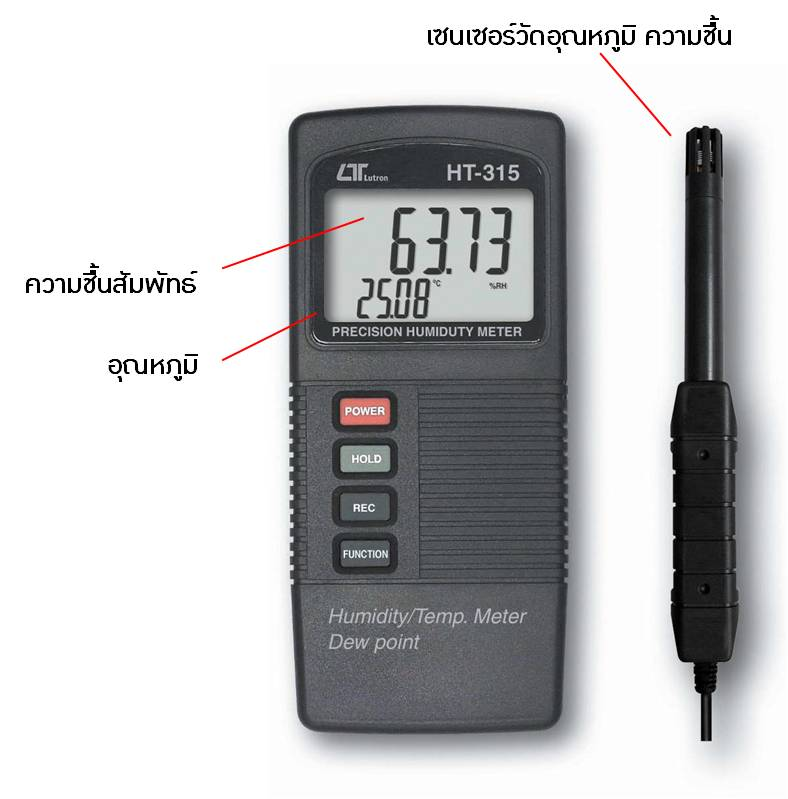 เซนเซอร์วัดอุณหภูมิ ความชื้น
LT Lutron HT-315
63.73
25.08 °C %RH
ความชื้นสัมพัทธ์
PRECISION HUMIDUTY METER
อุณหภูมิ
POWER
HOLD
REC
FUNCTION
Humidity/Temp. Meter
Dew point